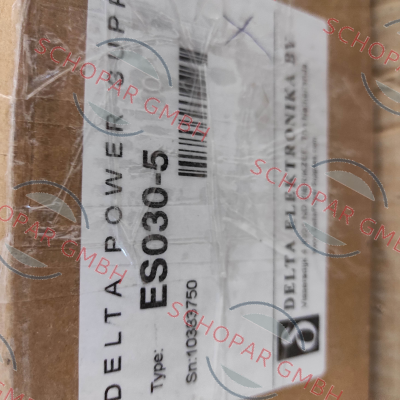 DELTA POWER SUPP
Type: ES030-5
Sn:10383750
DELTA ELEKTRONIKA BV
SCHOPAR GMBH
SCHOPAR GMBH
SCHOPAR GMBH
SCHOPAR GMBH
SCHOPAR GMBH